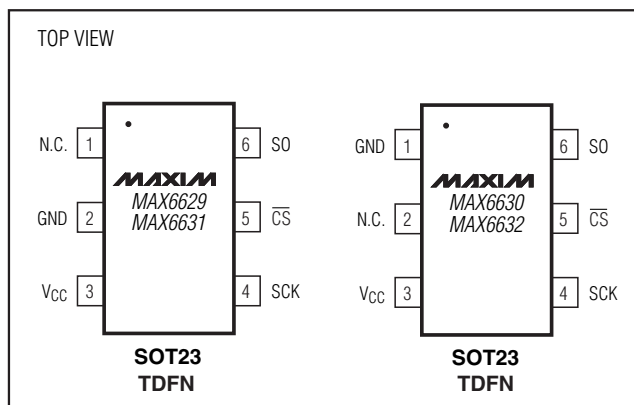 TOP VIEW
N.C. 1
GND 2
VCC 3
MAXIM
MAX6629
MAX6631
6 SO
5 CS
4 SCK
SOT23
TDFN
GND 1
N.C. 2
VCC 3
MAXIM
MAX6630
MAX6632
6 SO
5 CS
4 SCK
SOT23
TDFN